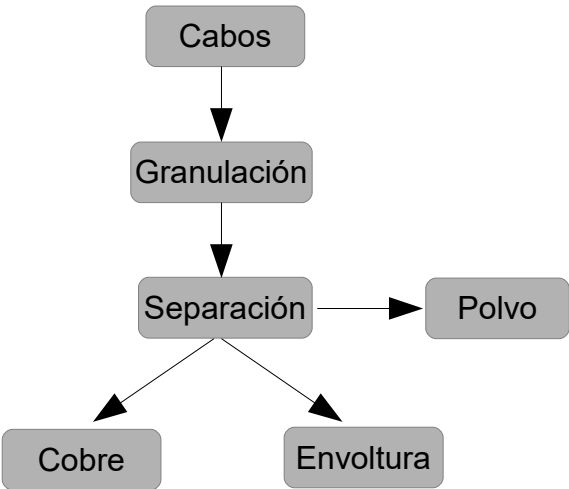 Cabos
Granulación
Separación
Polvo
Cobre
Envoltura